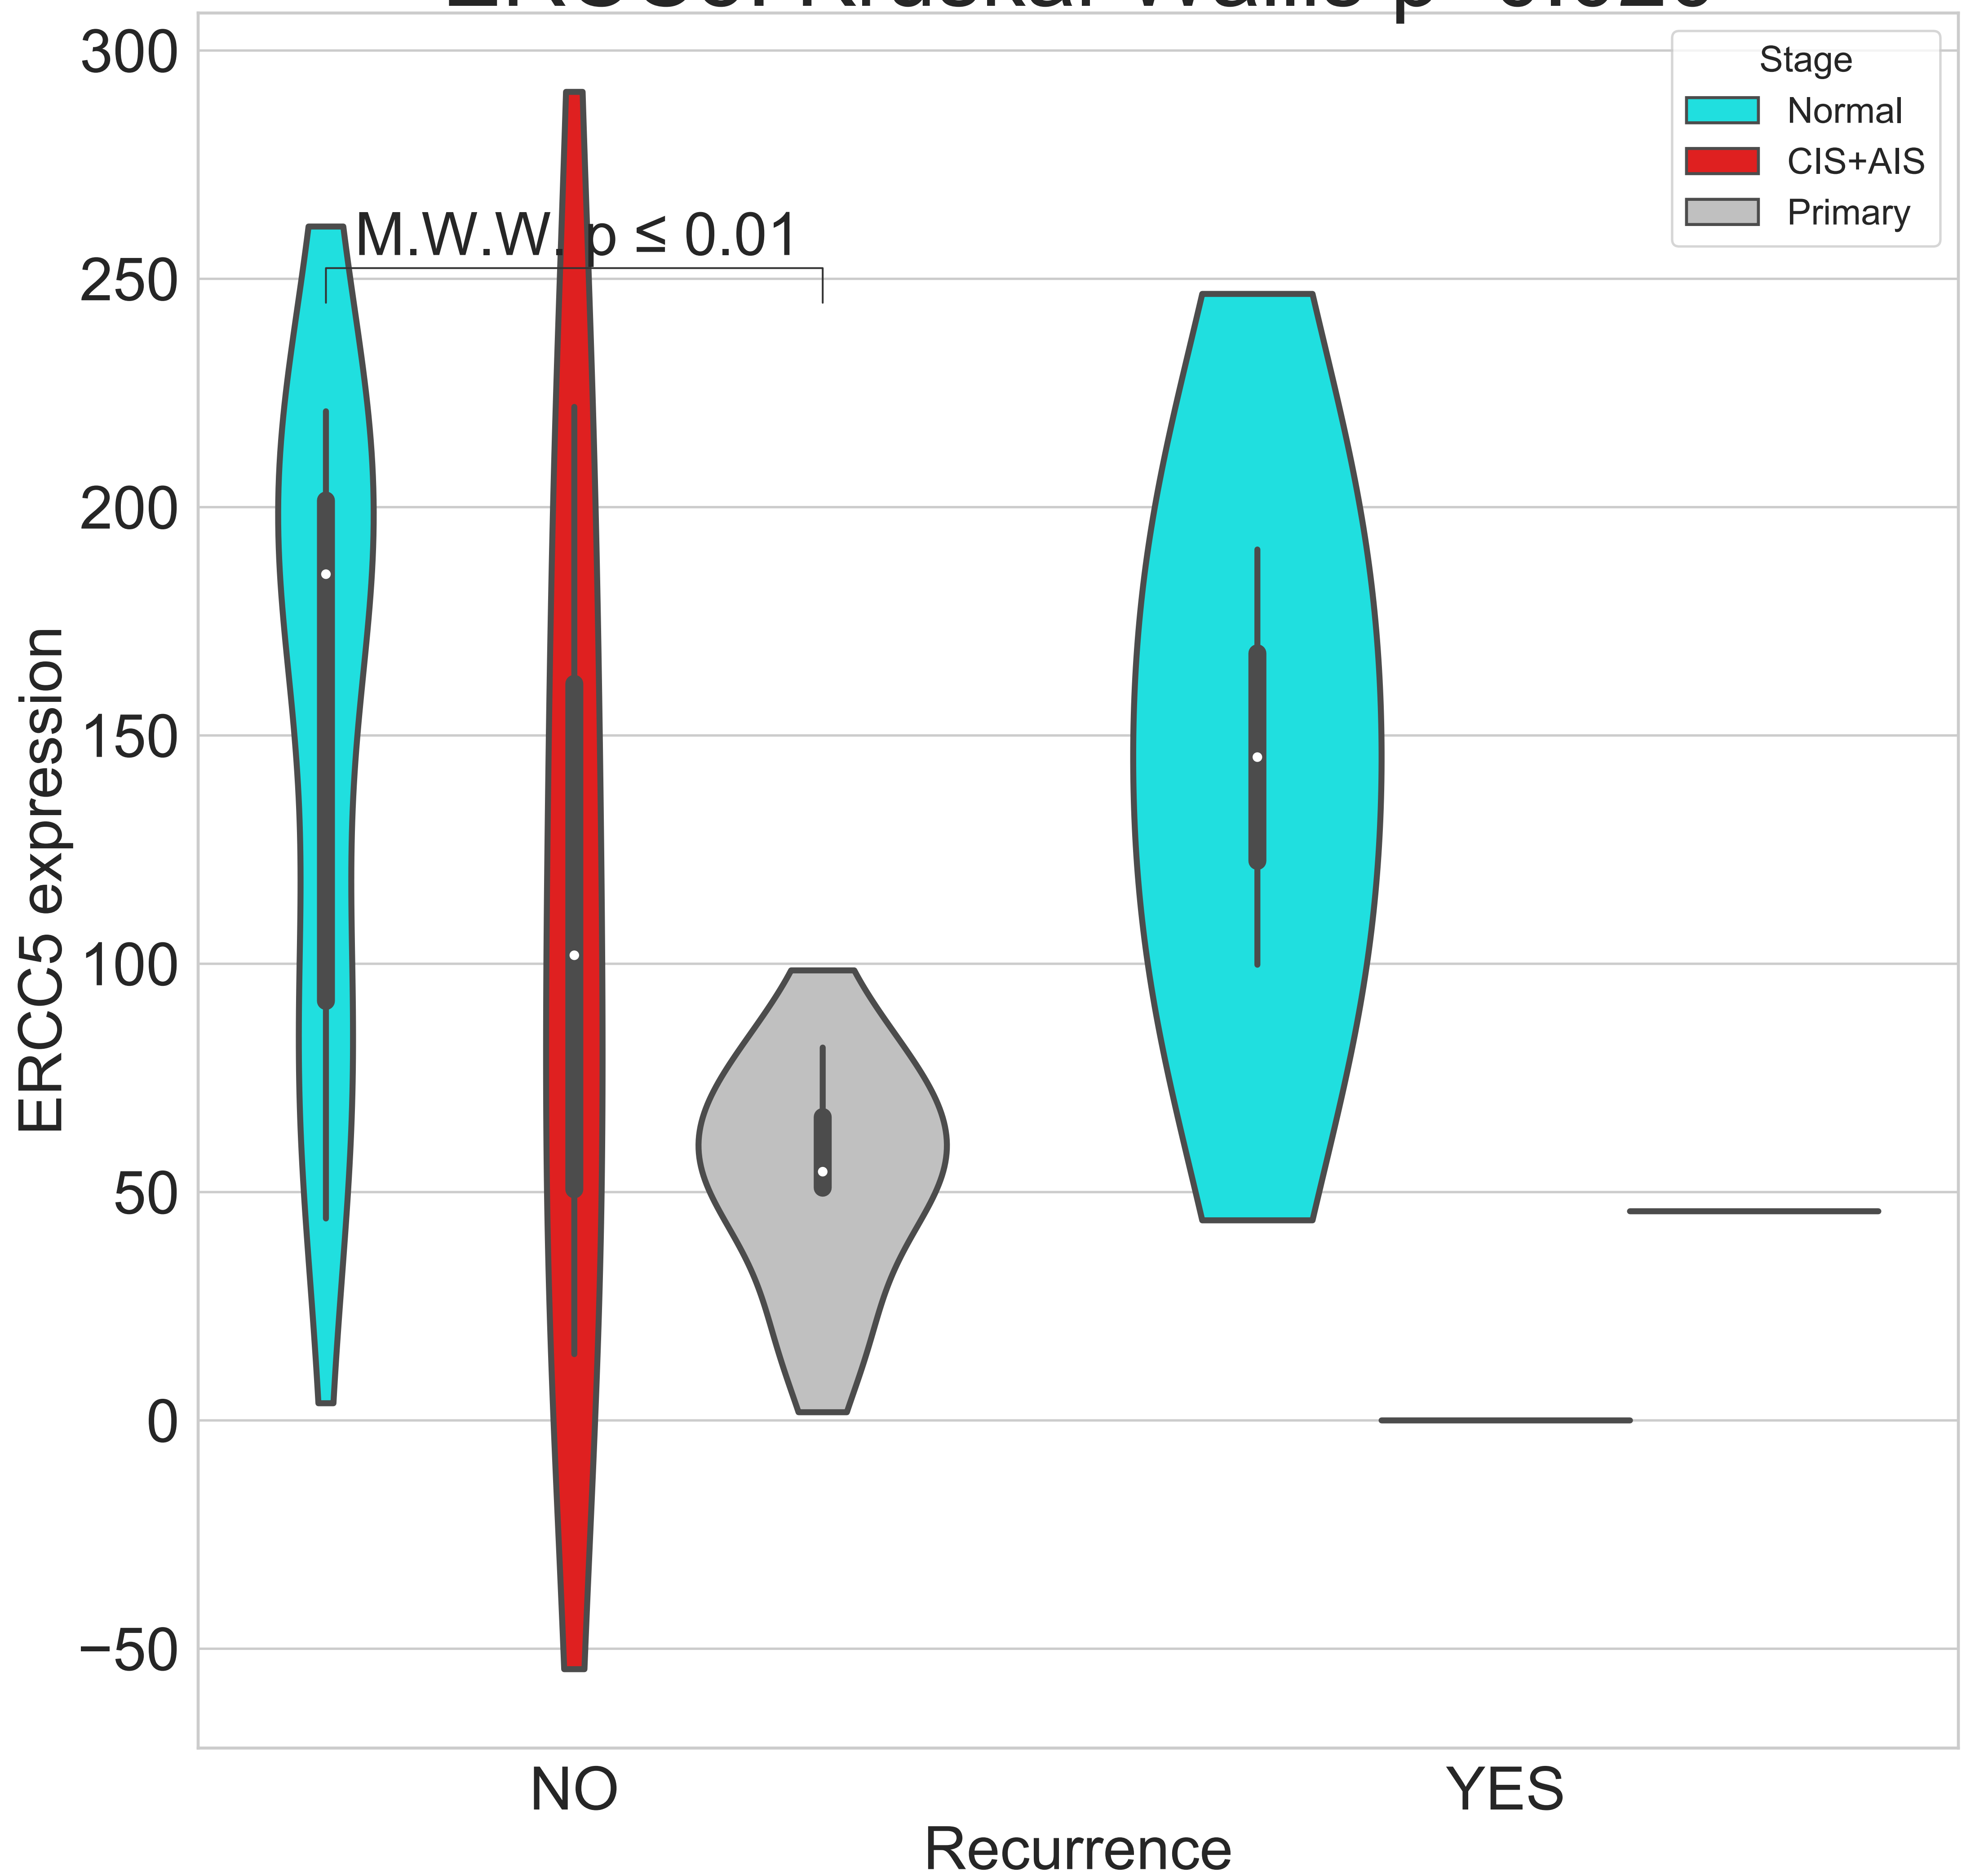 Stage
Normal
CIS+AIS
Primary
M.W.W. p ≤ 0.01
300
250
200
150
100
50
0
−50
ERCC5 expression
NO
YES
Recurrence